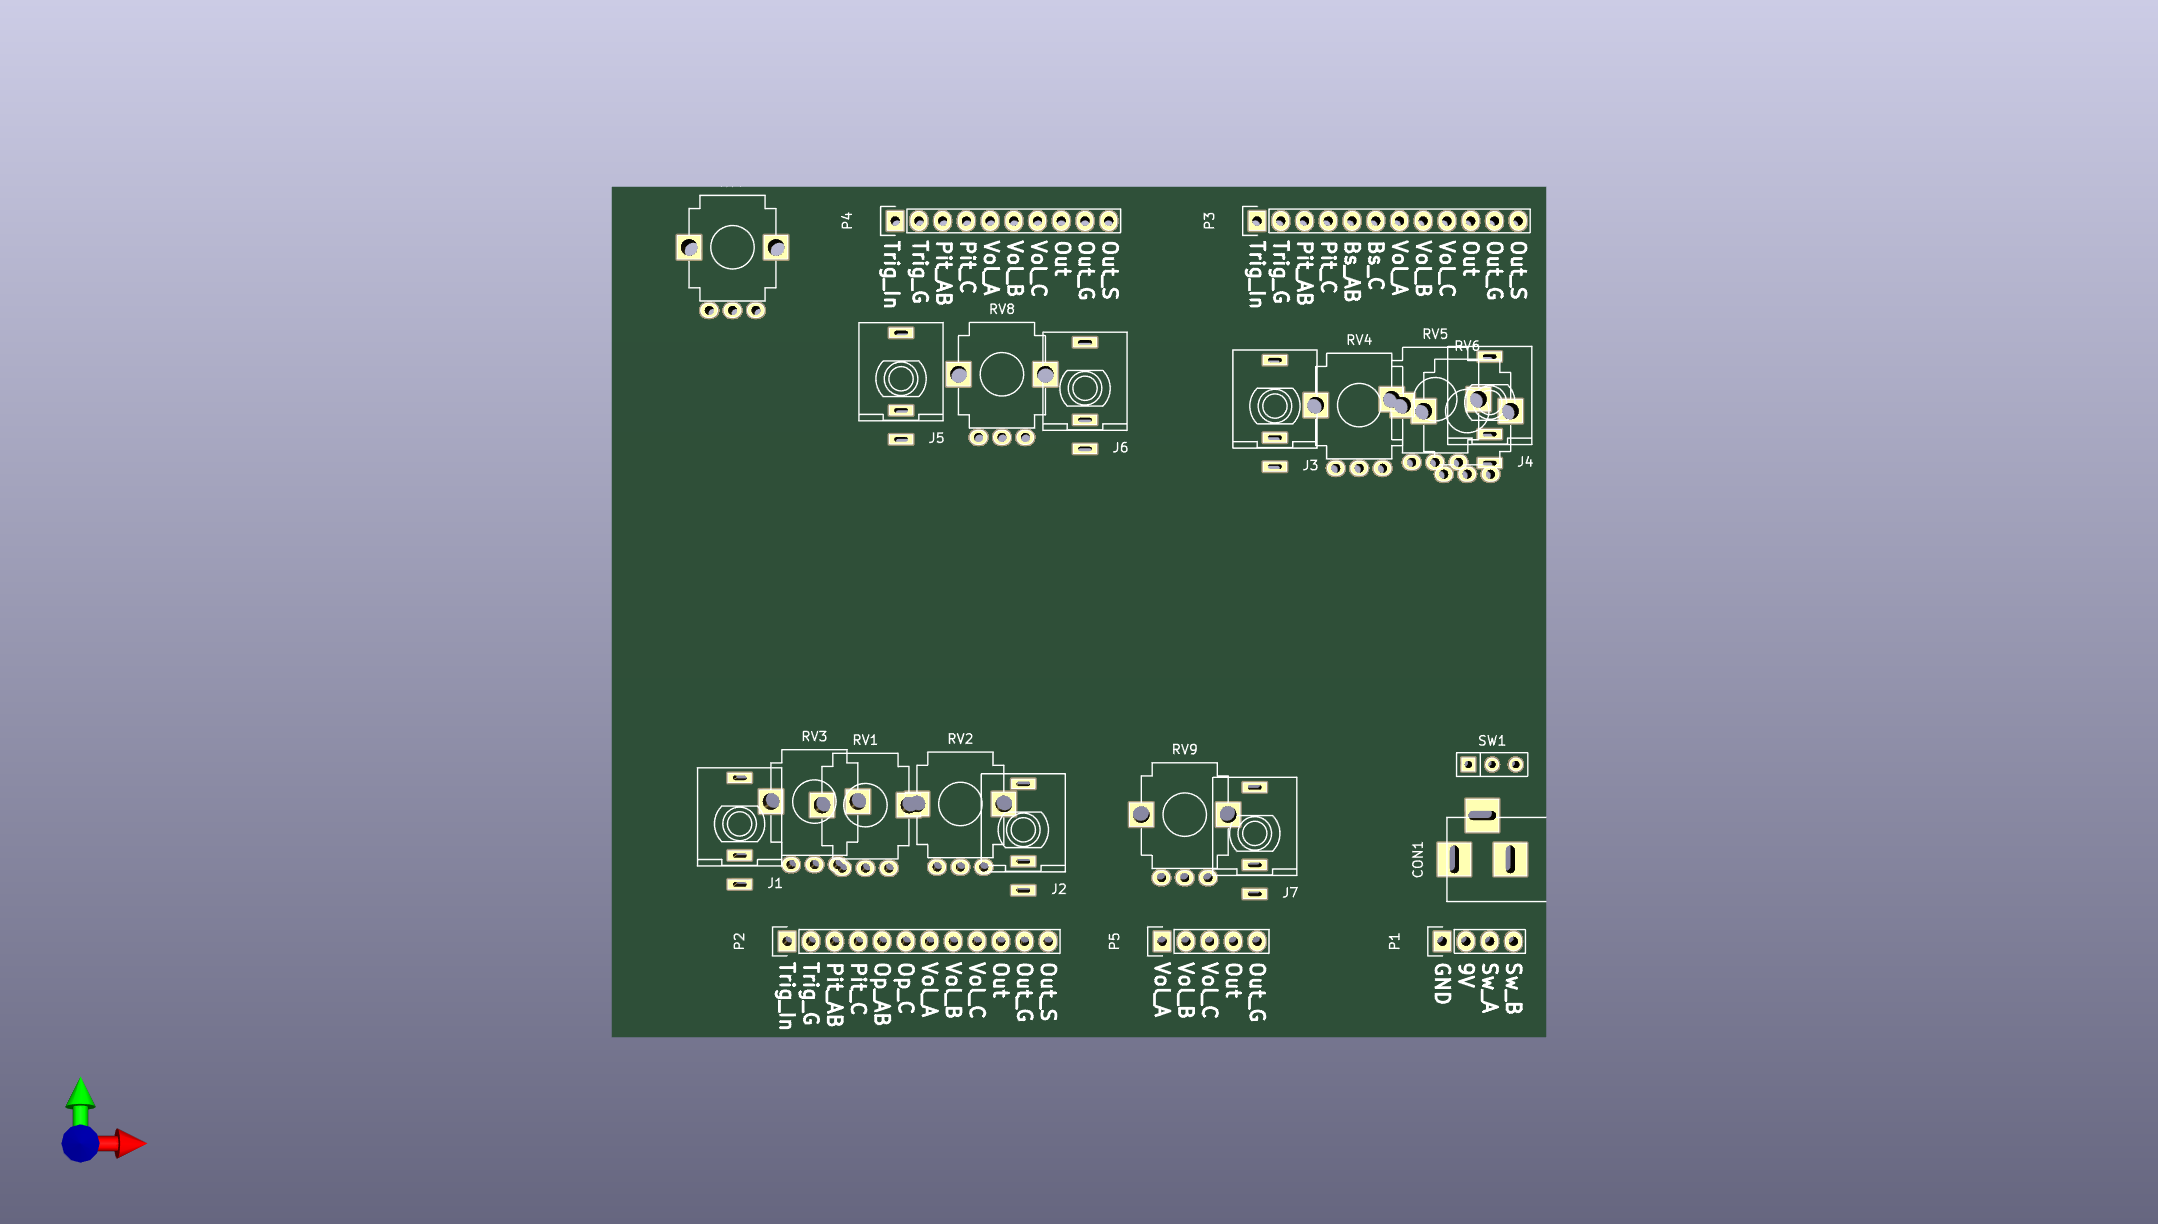 P4
Trig_In
Trig_G
Pit_AB
Pit_C
Vol_A
Vol_B
Vol_C
Out
Out_G
Out_S
P3
Trig_In
Trig_G
Pit_AB
Pit_C
Bs_AB
Bs_C
Vol_A
Vol_B
Vol_C
Out
Out_G
Out_S
RV8
J5
J6
RV4
RV5
RV6
J3
J4
RV3
RV1
RV2
J1
J2
RV9
J7
SW1
CON1
P2
Trig_In
Trig_G
Pit_AB
Pit_C
Op_AB
Op_C
Vol_A
Vol_B
Vol_C
Out
Out_G
Out_S
P5
Vol_A
Vol_B
Vol_C
Out
Out_G
P1
GND
9V
Sw_A
Sw_B